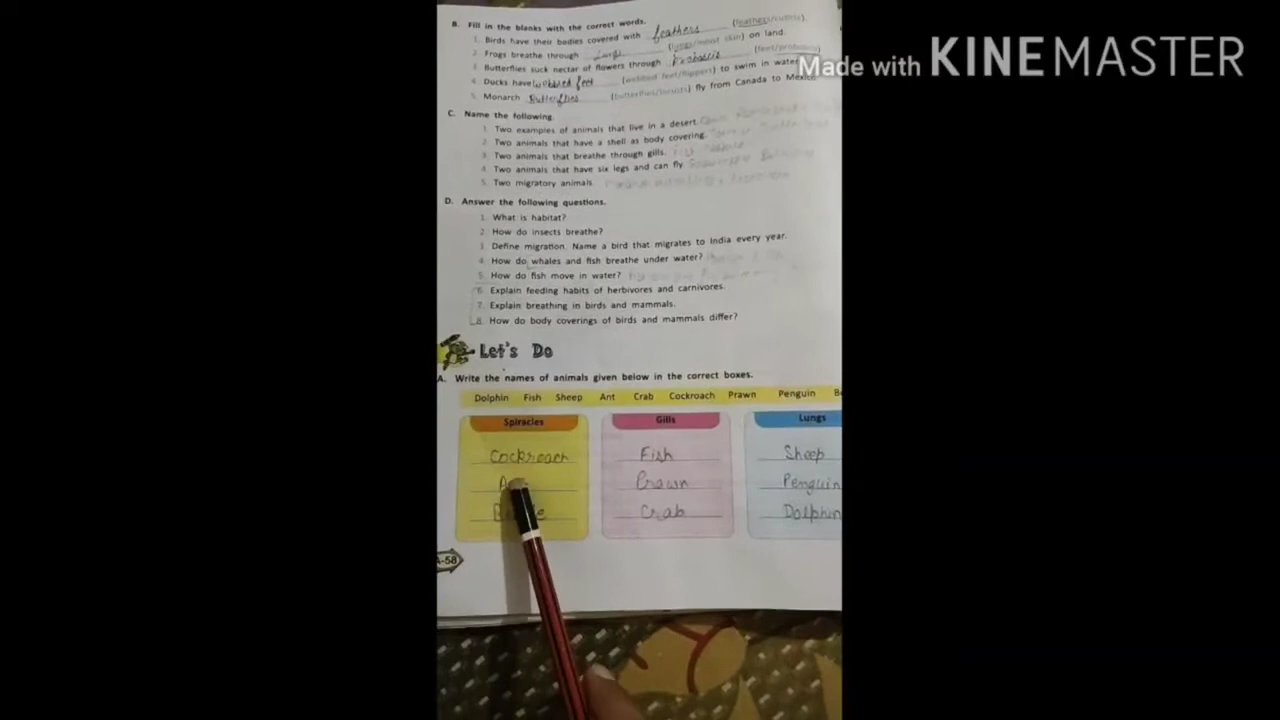 B. Fill in the blanks with the correct words.
1. Birds have their bodies covered with feathers (feathers/
2. Frogs breathe through Lungs (lungs/moist skin) on land.
3. Butterflies suck nectar of flowers through Proboscis (feet/proboscis)
4. Ducks have webbed feet (webbed feet/flippers) to swim in water
5. Monarch Butterflies (butterflies/ fly from Canada to Mexico
Made with KINEMASTER
C. Name the following.
1. Two examples of animals that live in a desert.
2. Two animals that have a shell as body covering.
3. Two animals that breathe through gills.
4. Two animals that have six legs and can fly
5. Two migratory animals.
D. Answer the following questions.
1. What is habitat?
2. How do insects breathe?
3. Define migration. Name a bird that migrates to India every year.
4. How do whales and fish breathe under water?
5. How do fish move in water?
6. Explain feeding habits of herbivores and carnivores.
7. Explain breathing in birds and mammals.
8. How do body coverings of birds and mammals differ?
Let's Do
A. Write the names of animals given below in the correct boxes.
Dolphin Fish Sheep Ant Crab Cockroach Prawn Penguin
Spiracles Gills Lungs
Cockroach Fish Sheep
Prawn Penguin
Crab Dolphin
A-58